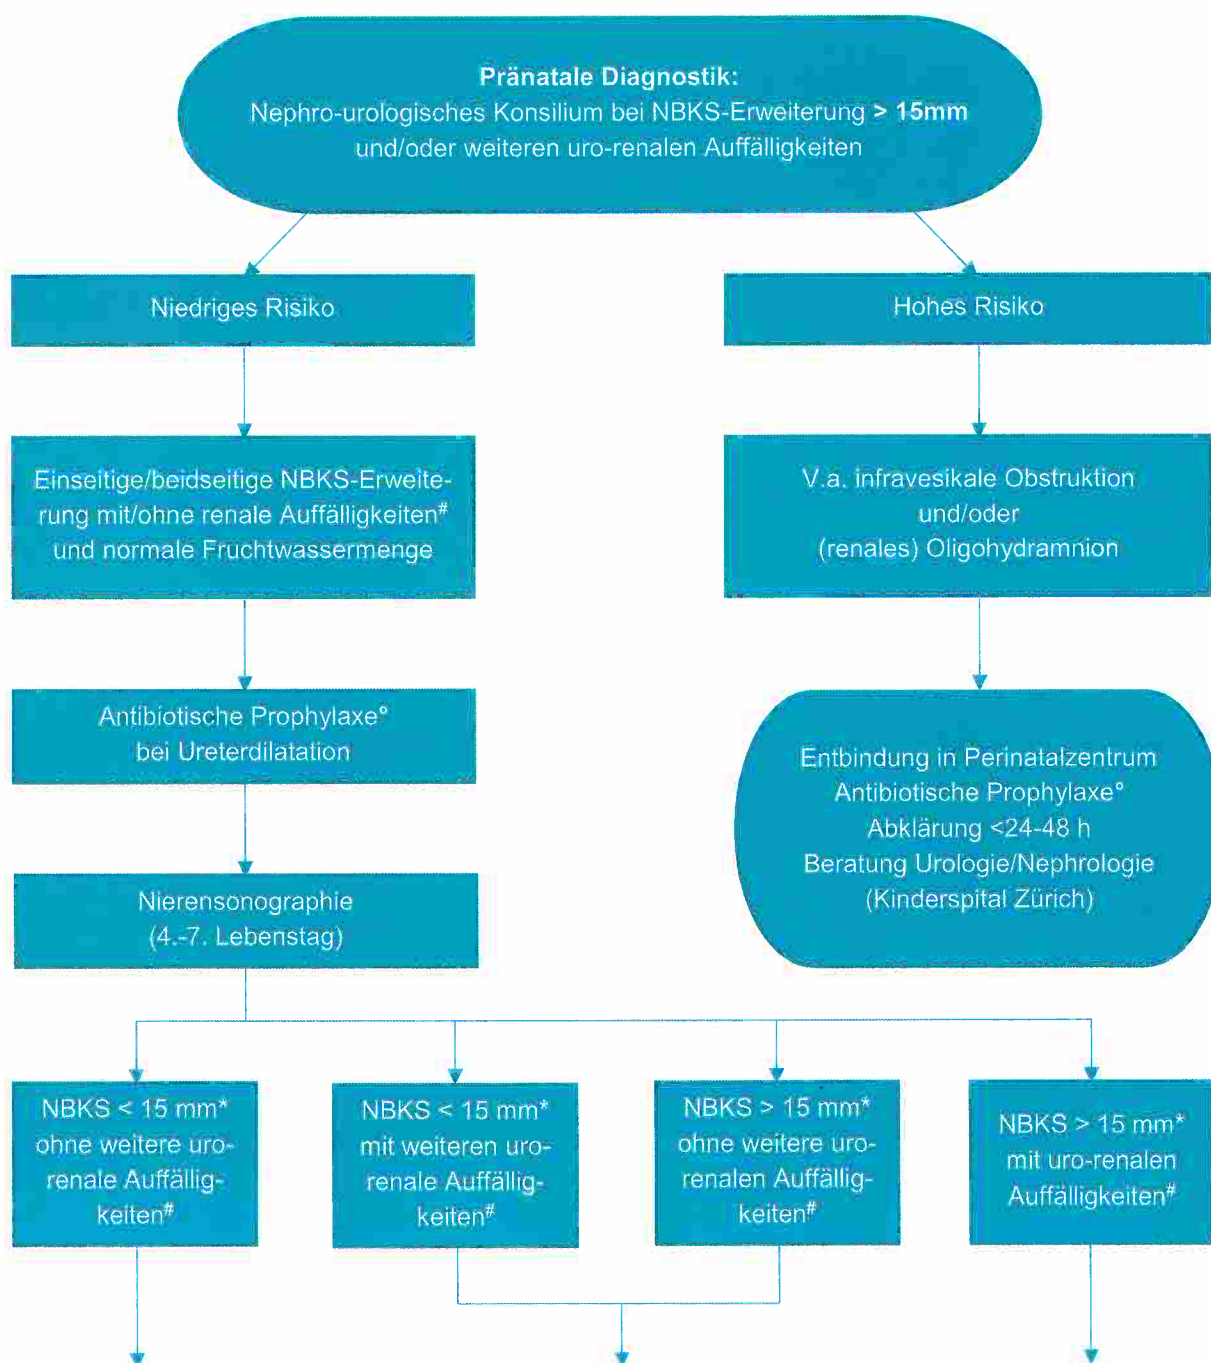 Pränatale Diagnostik:
Nephro-urologisches Konsilium bei NBKS-Erweiterung > 15mm
und/oder weiteren uro-renalen Auffälligkeiten
Niedriges Risiko
Hohes Risiko
Einseitige/beidseitige NBKS-Erweite-
rung mit/ohne renale Auffälligkeiten#
und normale Fruchtwassermenge
V.a. infravesikale Obstruktion
und/oder
(renales) Oligohydramnion
Antibiotische Prophylaxe°
bei Ureterdilatation
Entbindung in Perinatalzentrum
Antibiotische Prophylaxe°
Abklärung <24-48 h
Beratung Urologie/Nephrologie
(Kinderspital Zürich)
Nierensonographie
(4.-7. Lebenstag)
NBKS < 15 mm*
ohne weitere uro-
renale Auffällig-
keiten#
NBKS < 15 mm*
mit weiteren uro-
renale Auffällig-
keiten#
NBKS > 15 mm*
ohne weitere uro-
renalen Auffällig-
keiten#
NBKS > 15 mm*
mit uro-renalen
Auffälligkeiten#